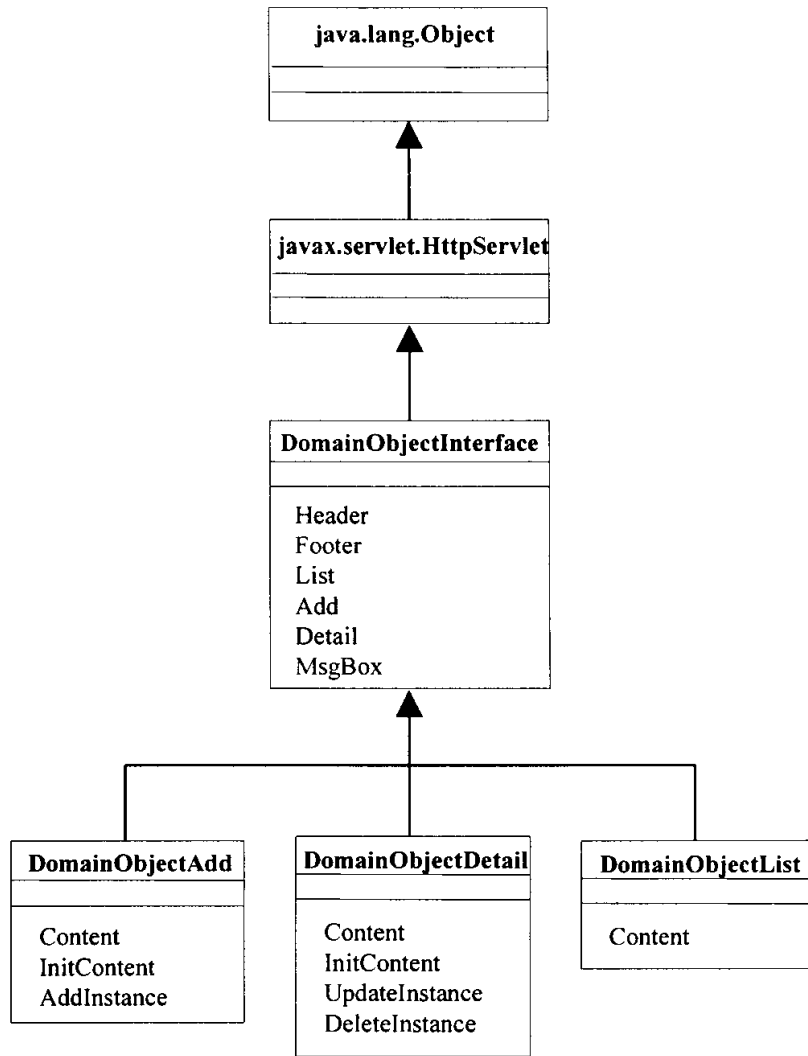 java.lang.Object
javax.servlet.HttpServlet
DomainObjectInterface
Header
Footer
List
Add
Detail
MsgBox
DomainObjectAdd
Content
InitContent
AddInstance
DomainObjectDetail
Content
InitContent
UpdateInstance
DeleteInstance
DomainObjectList
Content